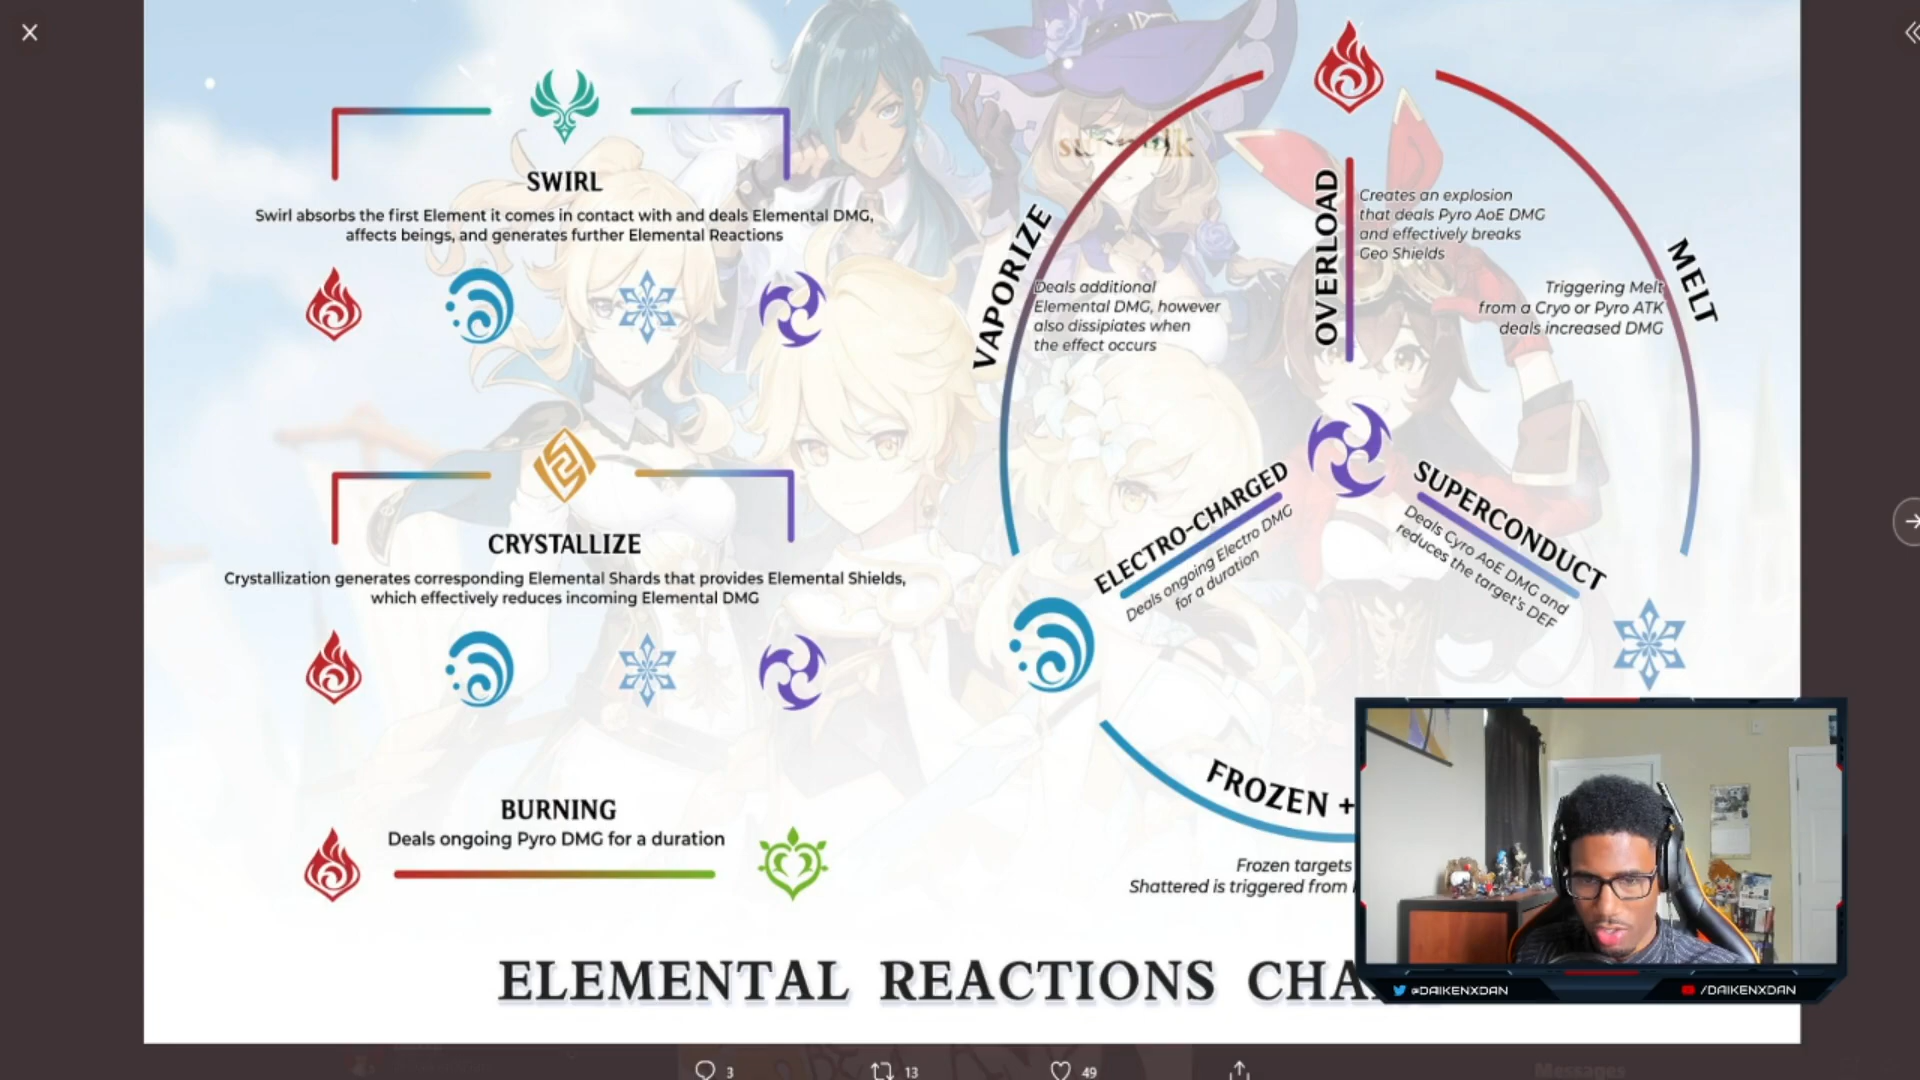 SWIRL
Swirl absorbs the first Element it comes in contact with and deals Elemental DMG,
affects beings, and generates further Elemental Reactions
CRYSTALLIZE
Crystallization generates corresponding Elemental Shards that provides Elemental Shields,
which effectively reduces incoming Elemental DMG
BURNING
Deals ongoing Pyro DMG for a duration
VAPORIZE
Deals additional
Elemental DMG, however
also dissipiates when
the effect occurs
OVERLOAD
Creates an explosion
that deals Pyro AoE DMG
and effectively breaks
Geo Shields
MELT
Triggering Melt
from a Cryo or Pyro ATK
deals increased DMG
ELECTRO-CHARGED
Deals ongoing Electro DMG
for a duration
SUPERCONDUCT
Deals Cyro AoE DMG and
reduces the target's DEF
FROZEN +
Frozen targets
Shattered is triggered from
ELEMENTAL REACTIONS CHA
@DAIKENXDAN
/DAIKENXDAN
3
13
49
Messages